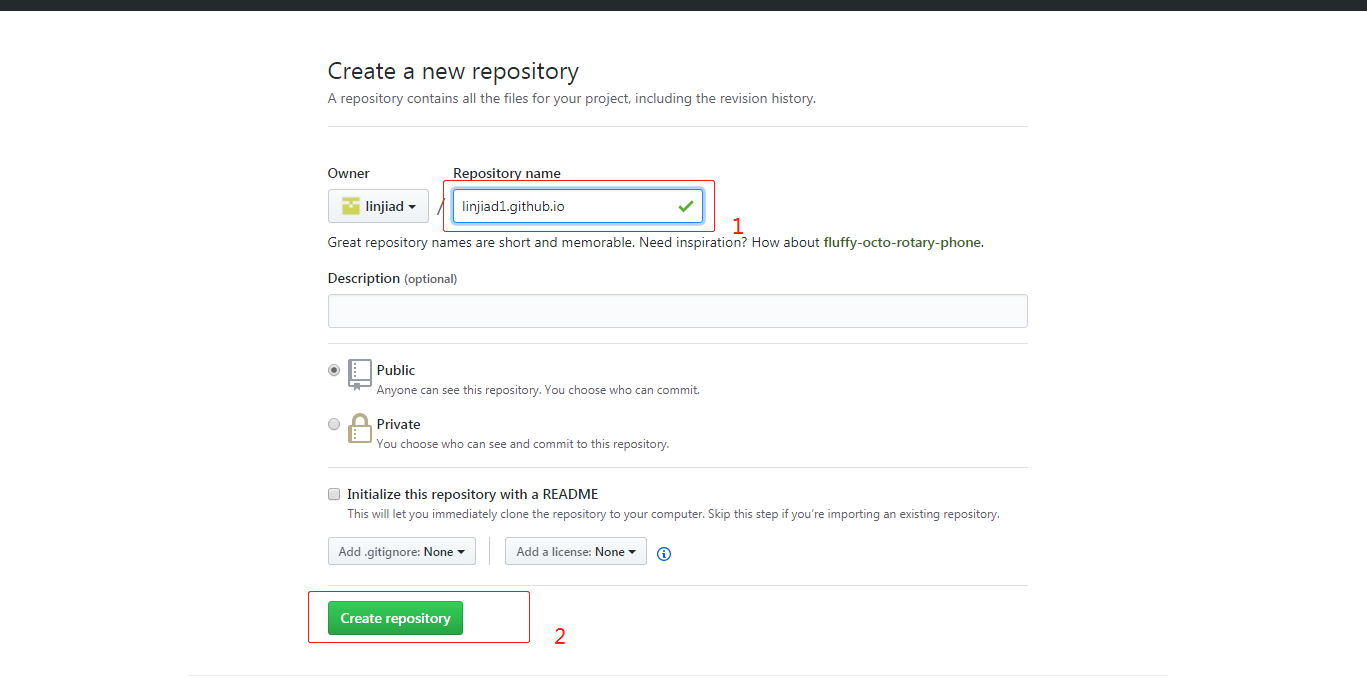 Create a new repository
A repository contains all the files for your project, including the revision history.
Owner
Repository name
linjiad
/
linjiad1.github.io
1
Great repository names are short and memorable. Need inspiration? How about fluffy-octo-rotary-phone.
Description (optional)
Public
Anyone can see this repository. You choose who can commit.
Private
You choose who can see and commit to this repository.
Initialize this repository with a README
This will let you immediately clone the repository to your computer. Skip this step if you’re importing an existing repository.
Add .gitignore: None
Add a license: None
Create repository
2